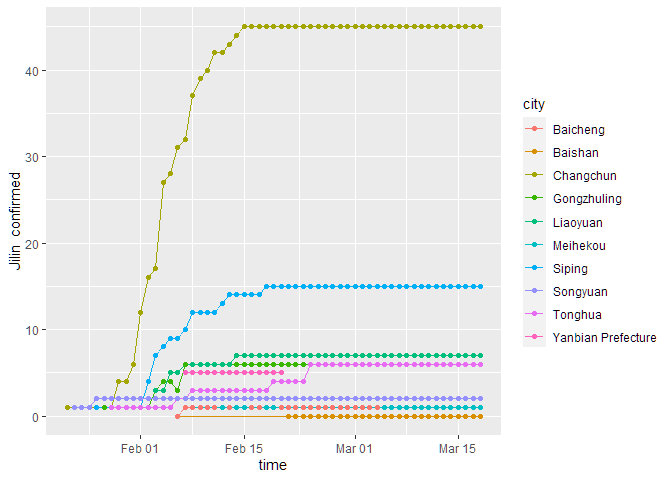 Jilin confirmed
40
30
20
10
0
Feb 01
Feb 15
Mar 01
Mar 15
time
city
Baicheng
Baishan
Changchun
Gongzhuling
Liaoyuan
Meihekou
Siping
Songyuan
Tonghua
Yanbian Prefecture